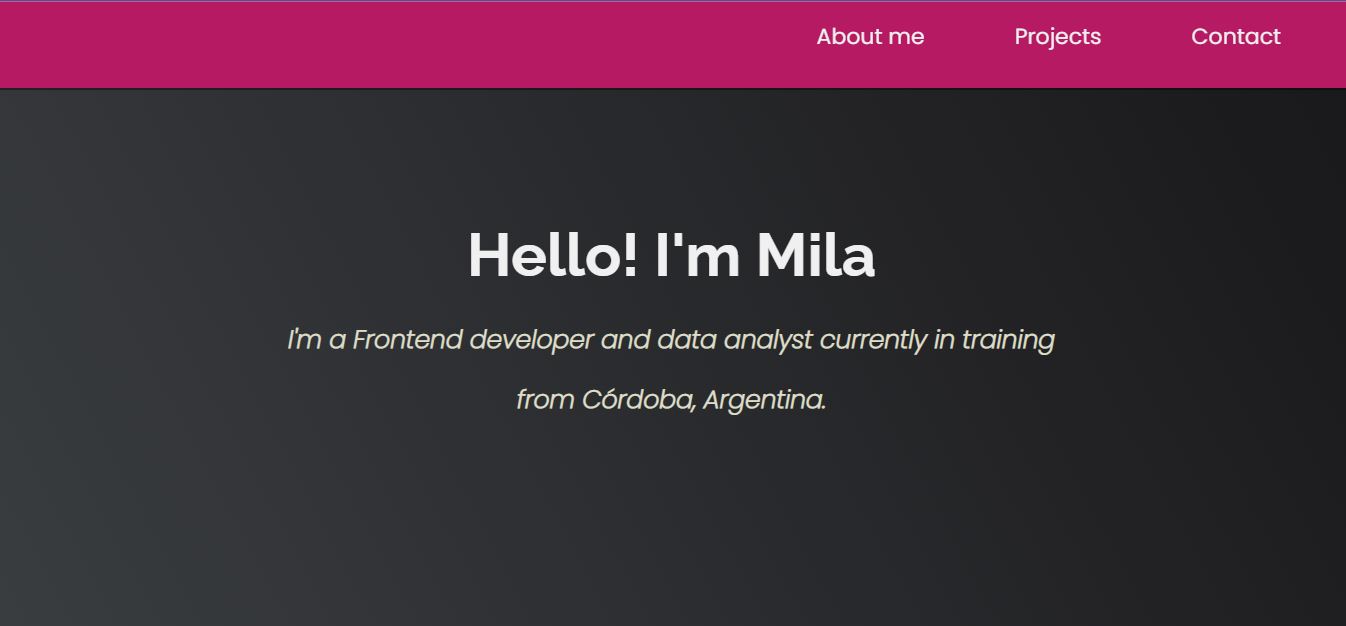 About me Projects Contact
Hello! I'm Mila
I'm a Frontend developer and data analyst currently in training
from Córdoba, Argentina.